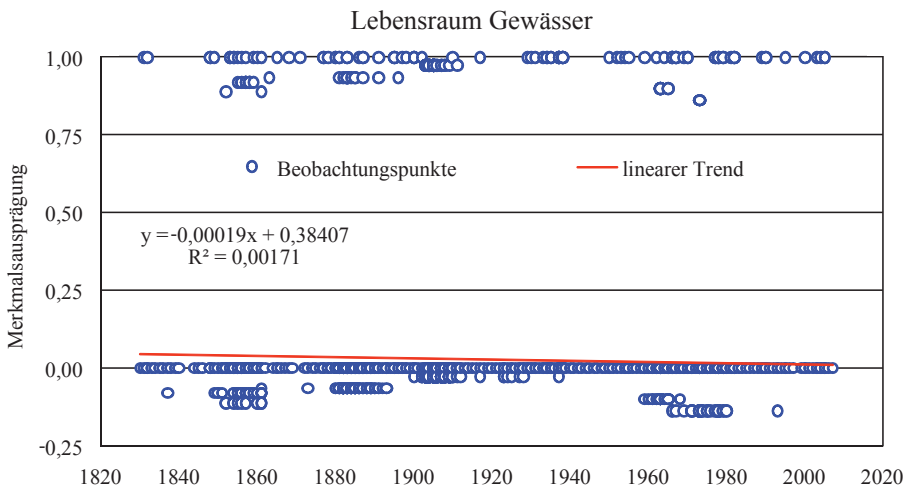 Lebensraum Gewässer
1,00
0,75
Beobachtungspunkte
linearer Trend
0,50
y =-0,00019x + 0,38407
R² = 0,00171
0,25
0,00
-0,25
Merkmalsausprägung
1820 1840 1860 1880 1900 1920 1940 1960 1980 2000 2020